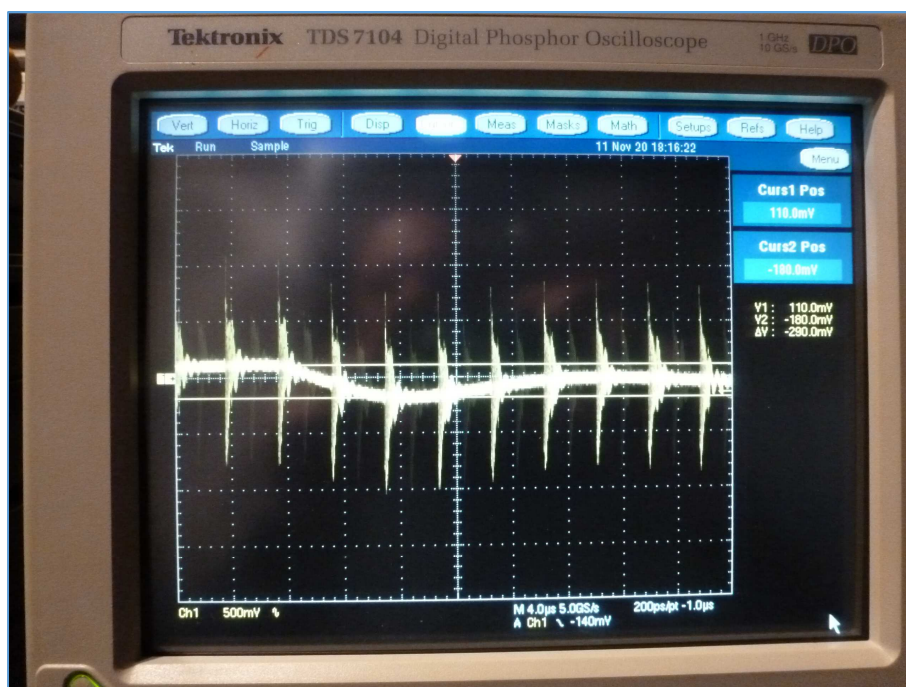 Tektronix TDS 7104 Digital Phosphor Oscilloscope 1 GHz
10 GS/s DPO
Vert Horiz Trig Disp Meas Masks Math Setups Refs Help
Tek Run Sample 11 Nov 20 18:16:22 Menu
Curs1 Pos
110.0mV
Curs2 Pos
-180.0mV
V1: 110.0mV
V2: -180.0mV
ΔV: -290.0mV
Ch1 500mV M 4.0µs 5.0GS/s 200ps/pt -1.0µs
A Ch1 -140mV